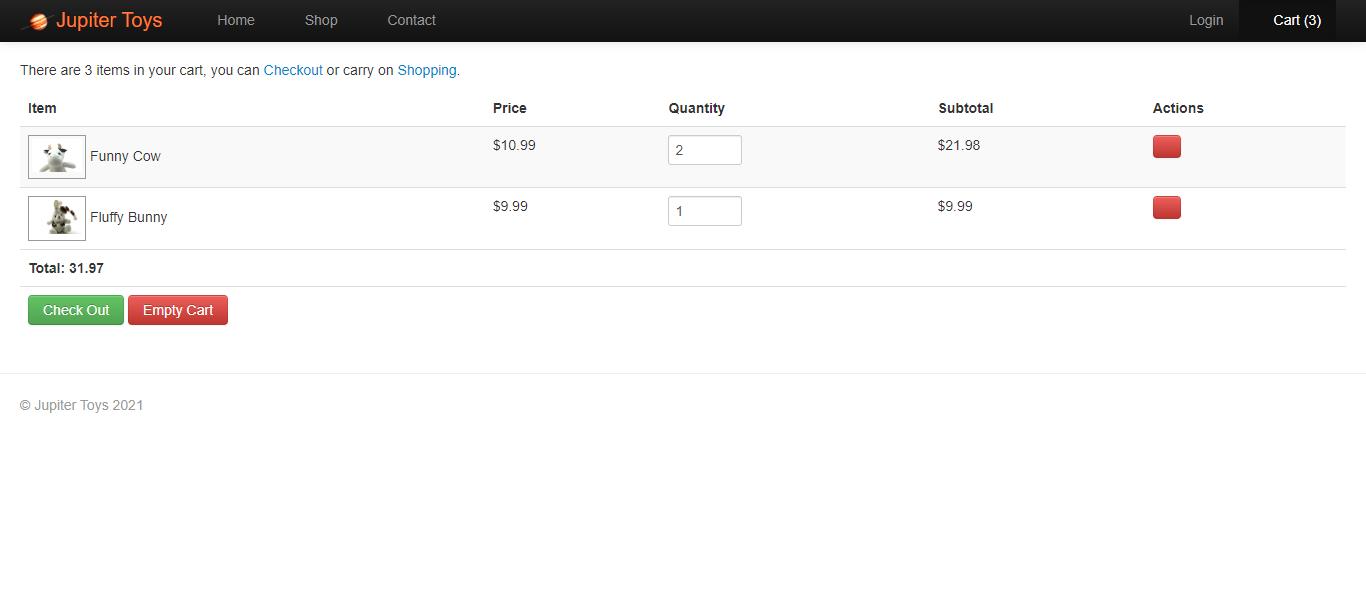 Jupiter Toys Home Shop Contact Login Cart (3)
There are 3 items in your cart, you can Checkout or carry on Shopping.
Item Price Quantity Subtotal Actions
Funny Cow $10.99 2 $21.98
Fluffy Bunny $9.99 1 $9.99
Total: 31.97
Check Out Empty Cart
© Jupiter Toys 2021